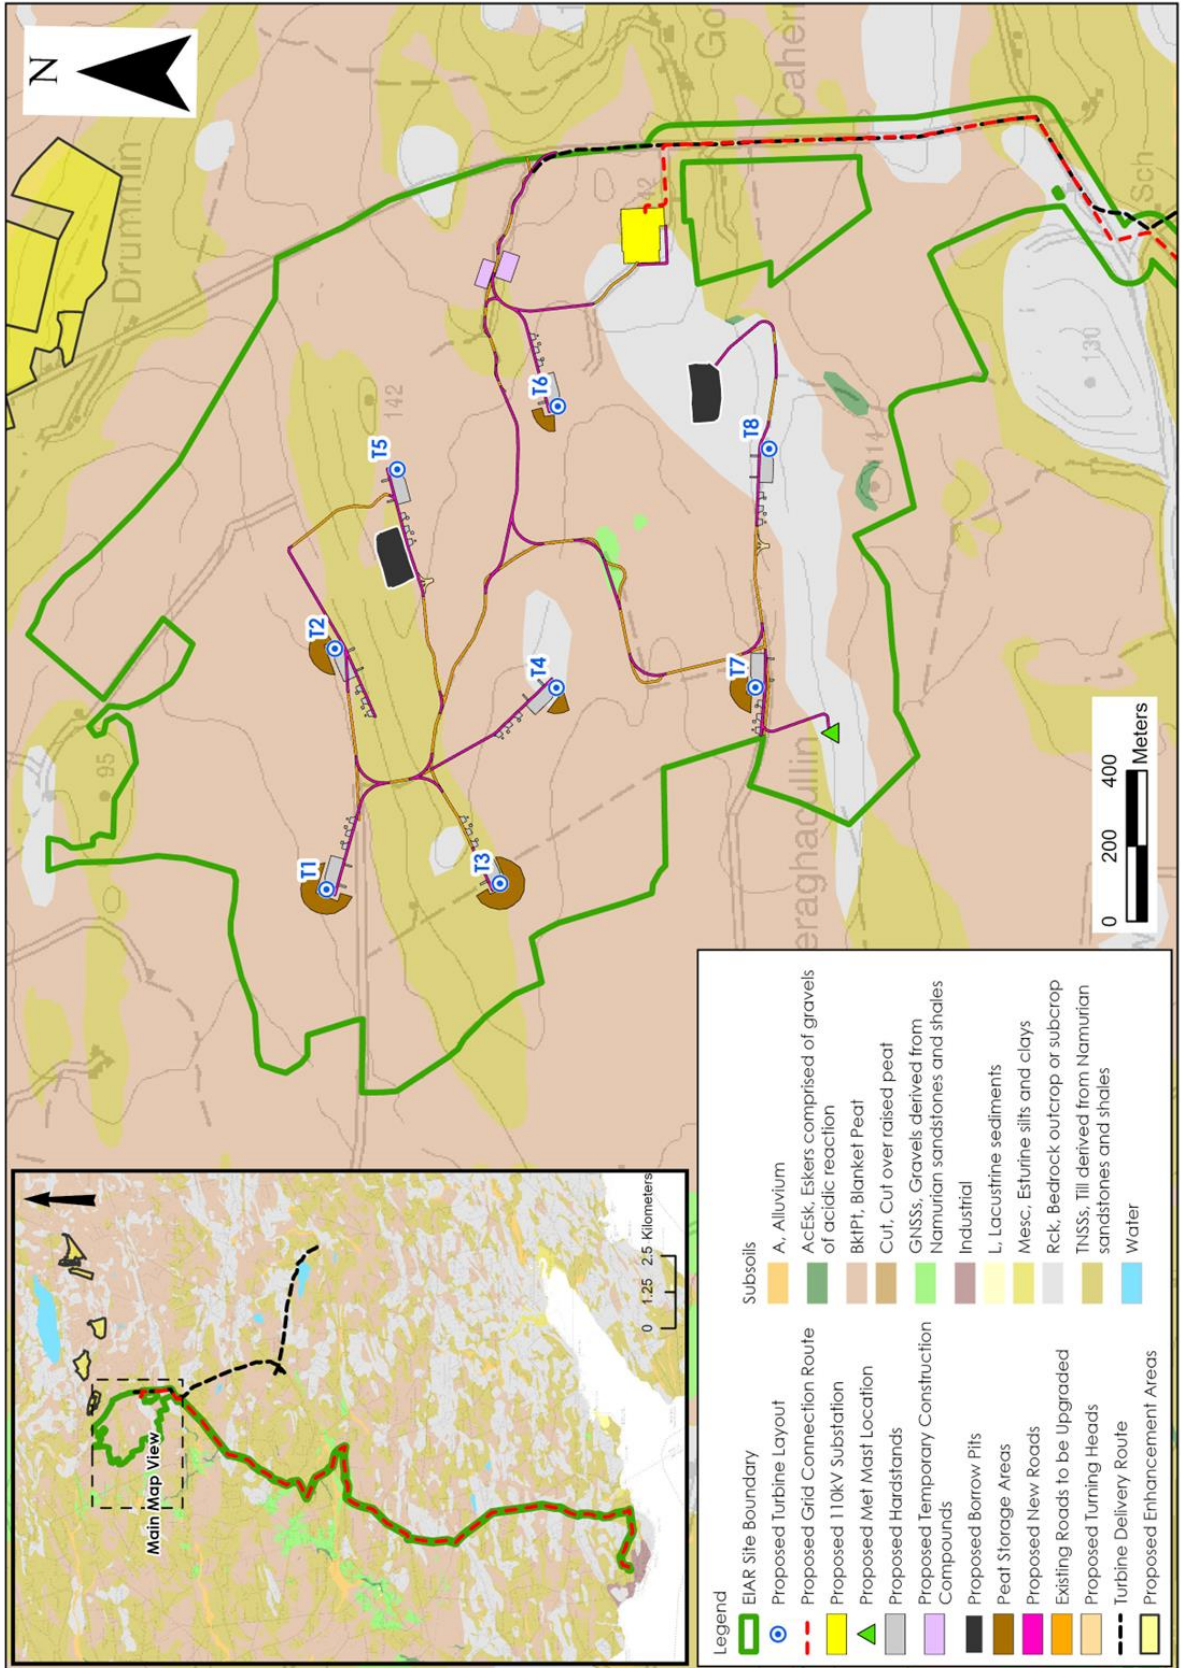 N
Drummin
Go
Cahern
142
142
95
130
114
Sch
eraghacullin
T1
T2
T3
T4
T5
T6
T7
T8
0 200 400
Meters
Main Map View
0 1.25 2.5 Kilometers
Legend
EIAR Site Boundary
Proposed Turbine Layout
Proposed Grid Connection Route
Proposed 110kV Substation
Proposed Met Mast Location
Proposed Hardstands
Proposed Temporary Construction
Compounds
Proposed Borrow Pits
Peat Storage Areas
Proposed New Roads
Existing Roads to be Upgraded
Proposed Turning Heads
Turbine Delivery Route
Proposed Enhancement Areas
Subsoils
A, Alluvium
AcEsk, Eskers comprised of gravels
of acidic reaction
BktPt, Blanket Peat
Cut, Cut over raised peat
GNSSs, Gravels derived from
Namurian sandstones and shales
Industrial
L, Lacustrine sediments
Mesc, Esturine silts and clays
Rck, Bedrock outcrop or subcrop
TNSSs, Till derived from Namurian
sandstones and shales
Water